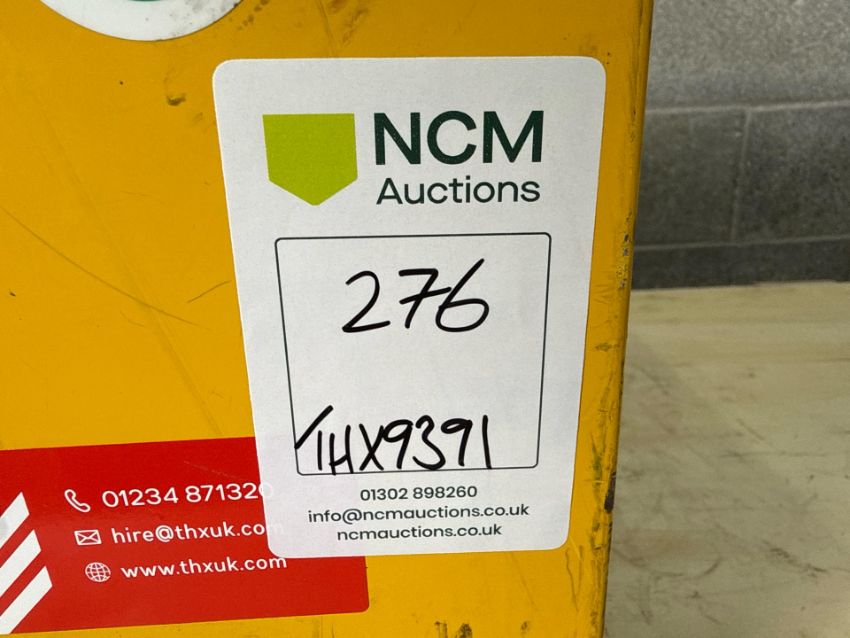 NCM
Auctions
276
THX9391
01302 898260
info@ncmauctions.co.uk
ncmauctions.co.uk
01234 871320
hire@thxuk.com
www.thxuk.com